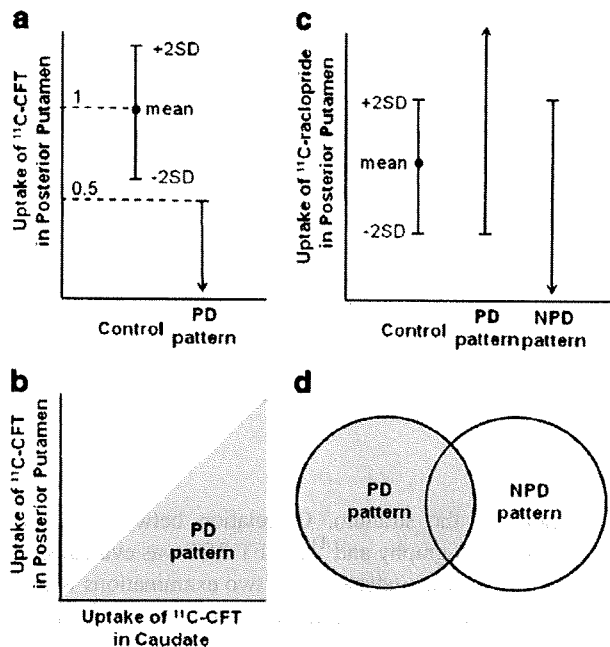 a
Uptake of ¹¹C-CFT
in Posterior Putamen
+2SD
1
mean
-2SD
0.5
Control
PD
pattern
c
Uptake of ¹¹C-raclopride
in Posterior Putamen
+2SD
mean
-2SD
Control
PD
pattern
NPD
pattern
b
Uptake of ¹¹C-CFT
in Posterior Putamen
PD
pattern
Uptake of ¹¹C-CFT
in Caudate
d
PD
pattern
NPD
pattern